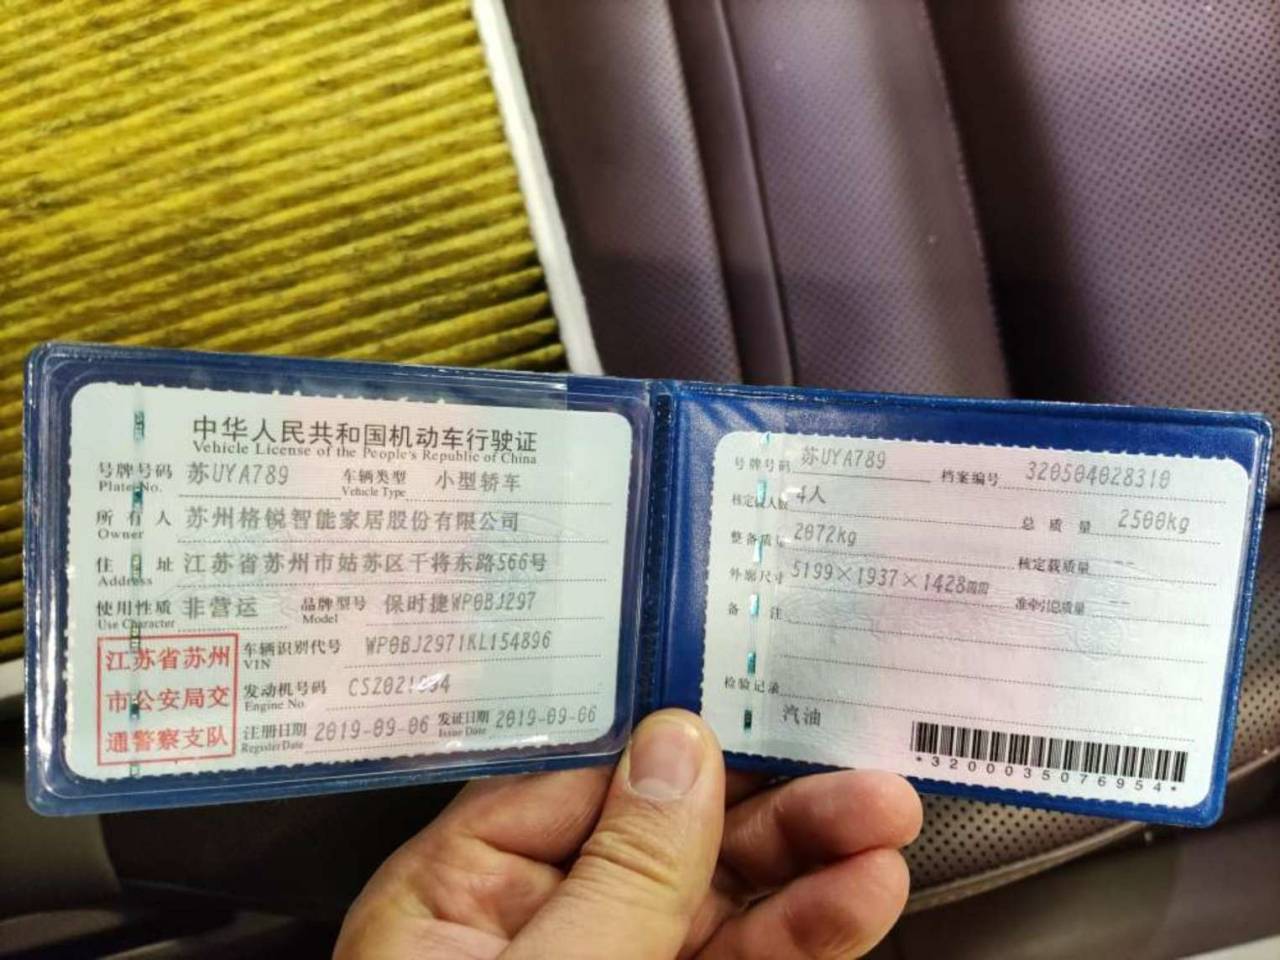 中华人民共和国机动车行驶证
Vehicle License of the People's Republic of China
号牌号码 苏UYA789 车辆类型 小型轿车
Plate No. Vehicle Type
所有人 苏州格锐智能家居股份有限公司
Owner
住址 江苏省苏州市姑苏区干将东路566号
Address
使用性质 非营运 品牌型号 保时捷WP0BJ297
Use Character Model
江苏省苏州
市公安局交
通警察支队
车辆识别代号 WP0BJ2971KL154896
VIN
发动机号码
Engine No.
注册日期 2019-09-06 发证日期 2019-09-06
Register Date Issue Date
号牌号码 苏UYA789 档案编号 320504028310
核定载人数 4人 总质量 2500kg
整备质量 2072kg 核定载质量 --
外廓尺寸 5199×1937×1428mm 准牵引总质量 --
备注
检验记录
汽油
*3200035076954*